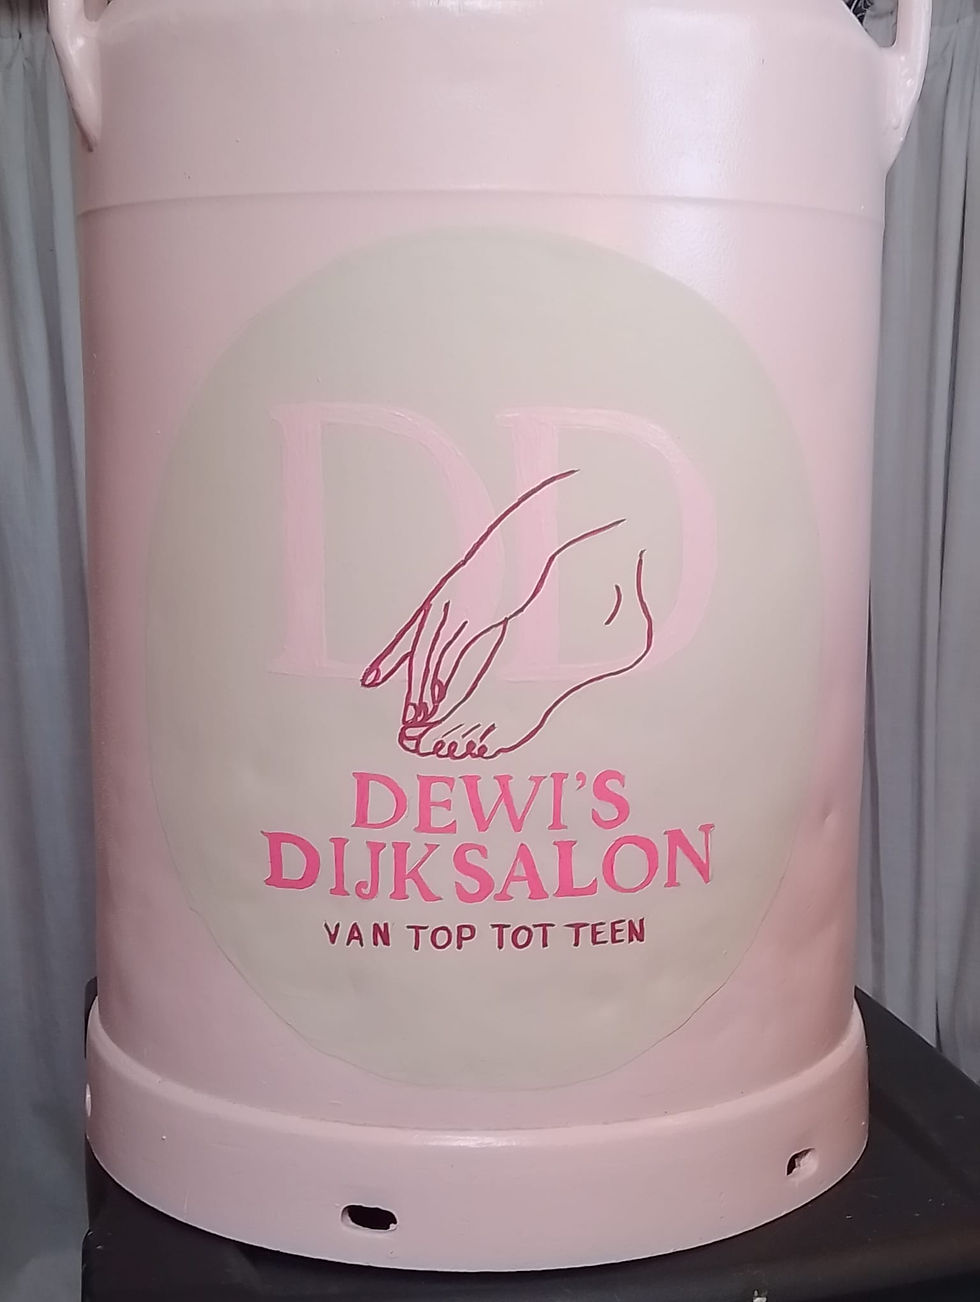 DD
DEWI'S
DIJKSALON
VAN TOP TOT TEEN